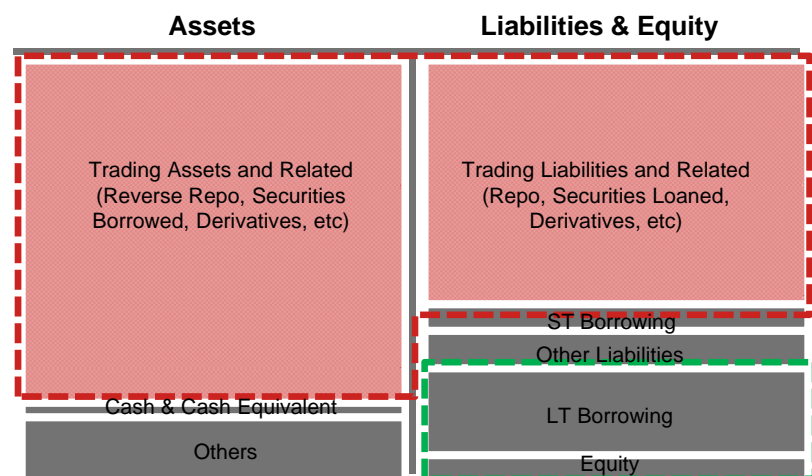 Assets
Liabilities & Equity
Trading Assets and Related
(Reverse Repo, Securities
Borrowed, Derivatives, etc)
Trading Liabilities and Related
(Repo, Securities Loaned,
Derivatives, etc)
ST Borrowing
Other Liabilities
Cash & Cash Equivalent
LT Borrowing
Others
Equity